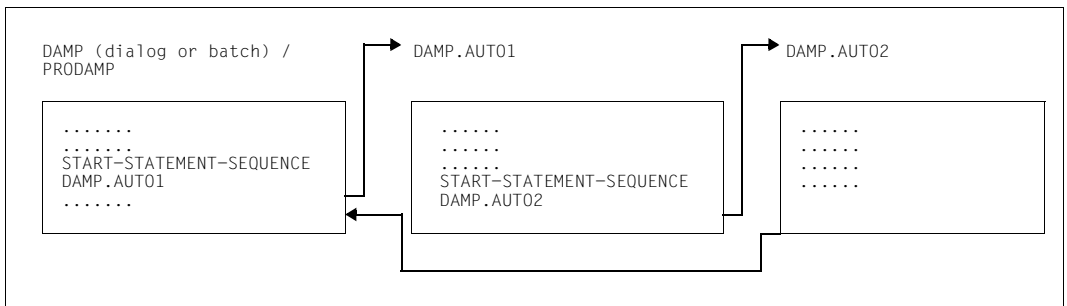 DAMP (dialog or batch) /
PRODAMP
DAMP.AUTO1
DAMP.AUTO2
.......
.......
START-STATEMENT-SEQUENCE
DAMP.AUTO1
.......
......
......
......
START-STATEMENT-SEQUENCE
DAMP.AUTO2
......
......
......
......